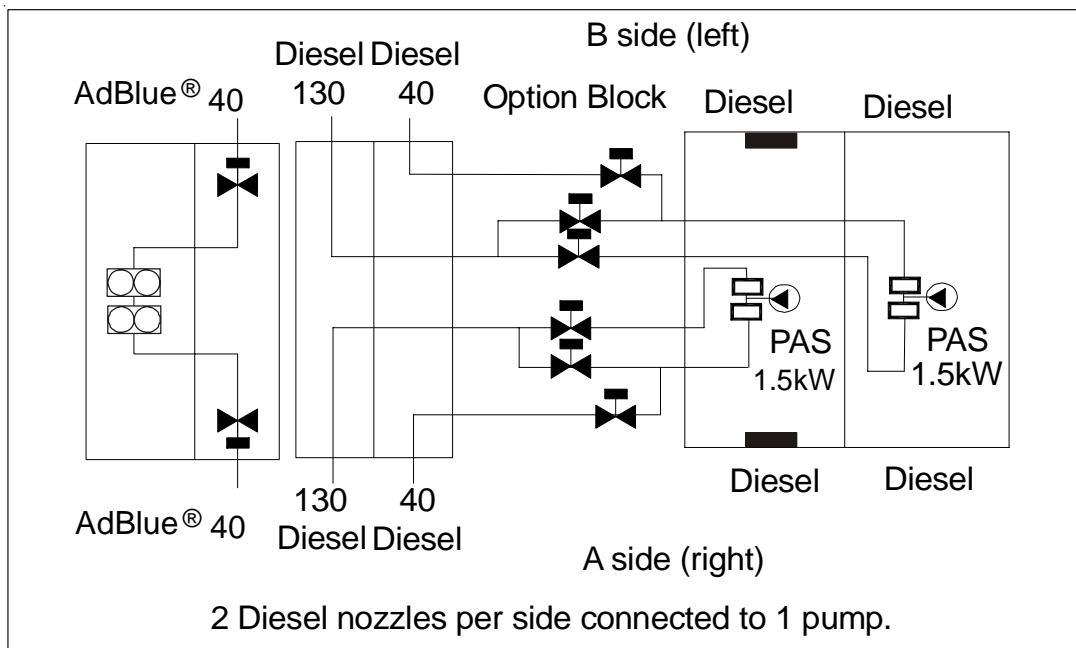 B side (left)
Diesel Diesel
AdBlue® 40 130 40 Option Block Diesel Diesel
PAS PAS
1.5kW 1.5kW
130 40 Diesel Diesel
AdBlue® 40 Diesel Diesel
A side (right)
2 Diesel nozzles per side connected to 1 pump.